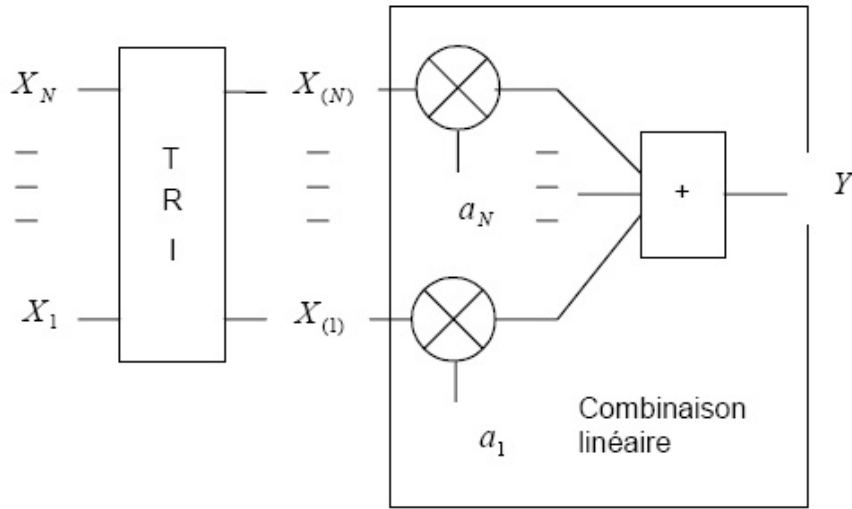 X_N
T
R
I
X_1
X_(N)
X_(1)
a_N
a_1
+
Y
Combinaison
linéaire